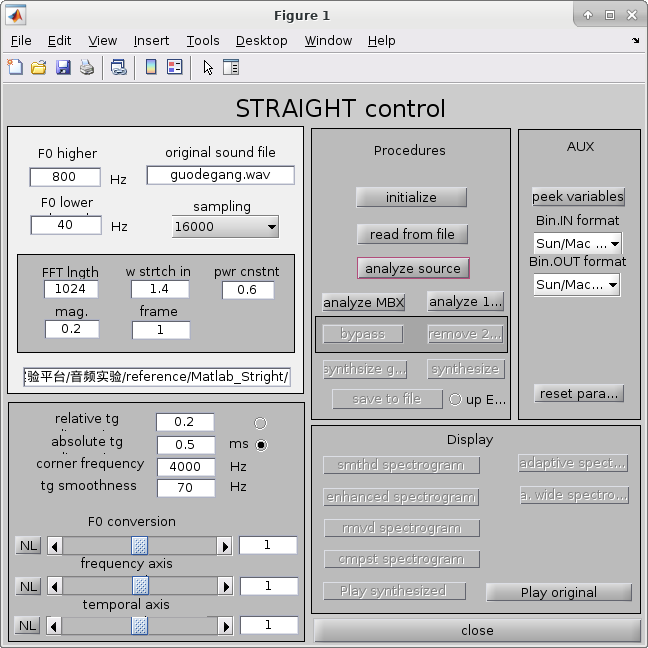 Figure 1
File Edit View Insert Tools Desktop Window Help
STRAIGHT control
F0 higher
800 Hz
original sound file
guodegang.wav
F0 lower
40 Hz
sampling
16000
FFT lngth
1024
w strtch in
1.4
pwr cnstnt
0.6
mag.
0.2
frame
1
验平台/音频实验/reference/Matlab_Stright/
relative tg
0.2
absolute tg
0.5 ms
corner frequency
4000 Hz
tg smoothness
70 Hz
F0 conversion
NL 1
frequency axis
NL 1
temporal axis
NL 1
Procedures
initialize
read from file
analyze source
analyze MBX
analyze 1...
bypass
remove 2...
synthsize g...
synthesize
save to file
up E...
AUX
peek variables
Bin.IN format
Sun/Mac ...
Bin.OUT format
Sun/Mac...
reset para...
Display
smthd spectrogram
adaptive spect...
enhanced spectrogram
a. wide spectro...
rmvd spectrogram
cmpst spectrogram
Play synthesized
Play original
close